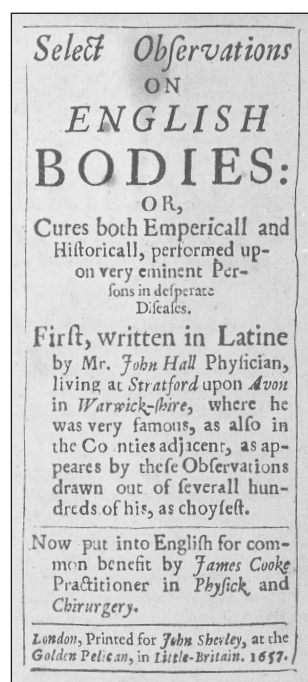 Select Obſervations
ON
ENGLISH
BODIES:
OR,
Cures both Empericall and
Hiſtoricall, performed up-
on very eminent Per-
ſons in deſperate
Diſeaſes.
Firſt, written in Latine
by Mr. John Hall Phyſician,
living at Stratford upon Avon
in Warwick-ſhire, where he
was very famous, as alſo in
the Co nties adjacent, as ap-
peares by theſe Obſervations
drawn out of ſeverall hun-
dreds of his, as choyſeſt.
Now put into Engliſh for com-
mon benefit by James Cooke
Practitioner in Phyſick and
Chirurgery.
London, Printed for John Sherley, at the
Golden Pelican, in Little-Britain. 1657.